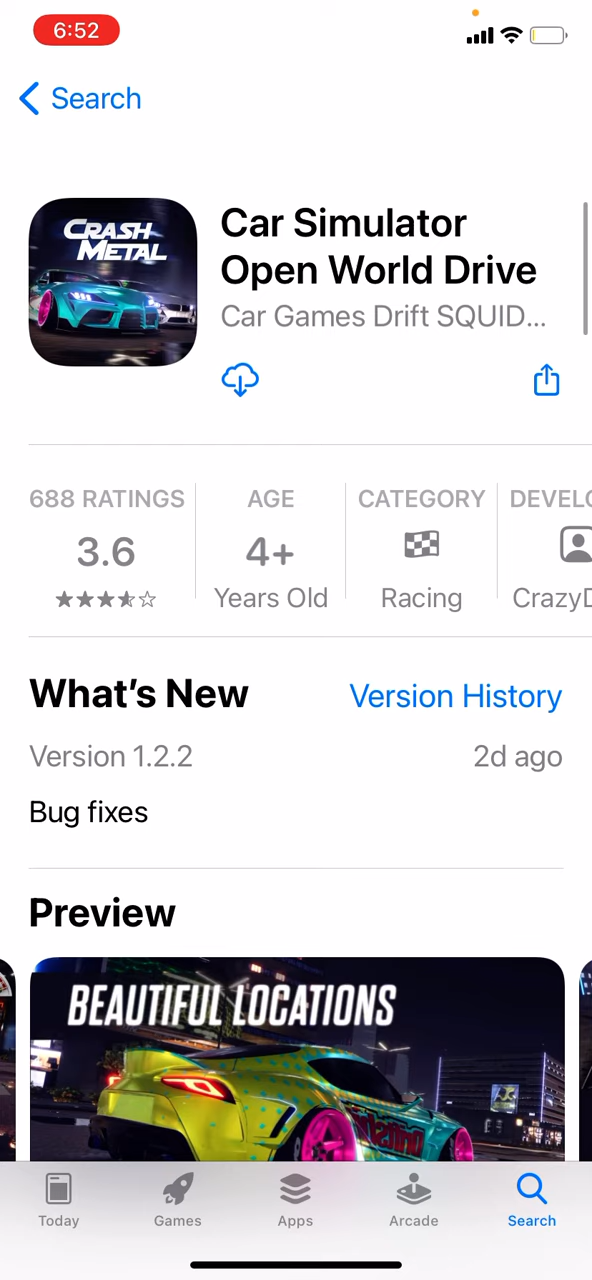 6:52
Search
CRASH
METAL
Car Simulator
Open World Drive
Car Games Drift SQUID...
688 RATINGS
3.6
AGE
4+
Years Old
CATEGORY
Racing
DEVELO
CrazyD
What's New
Version History
Version 1.2.2
2d ago
Bug fixes
Preview
BEAUTIFUL LOCATIONS
Today
Games
Apps
Arcade
Search